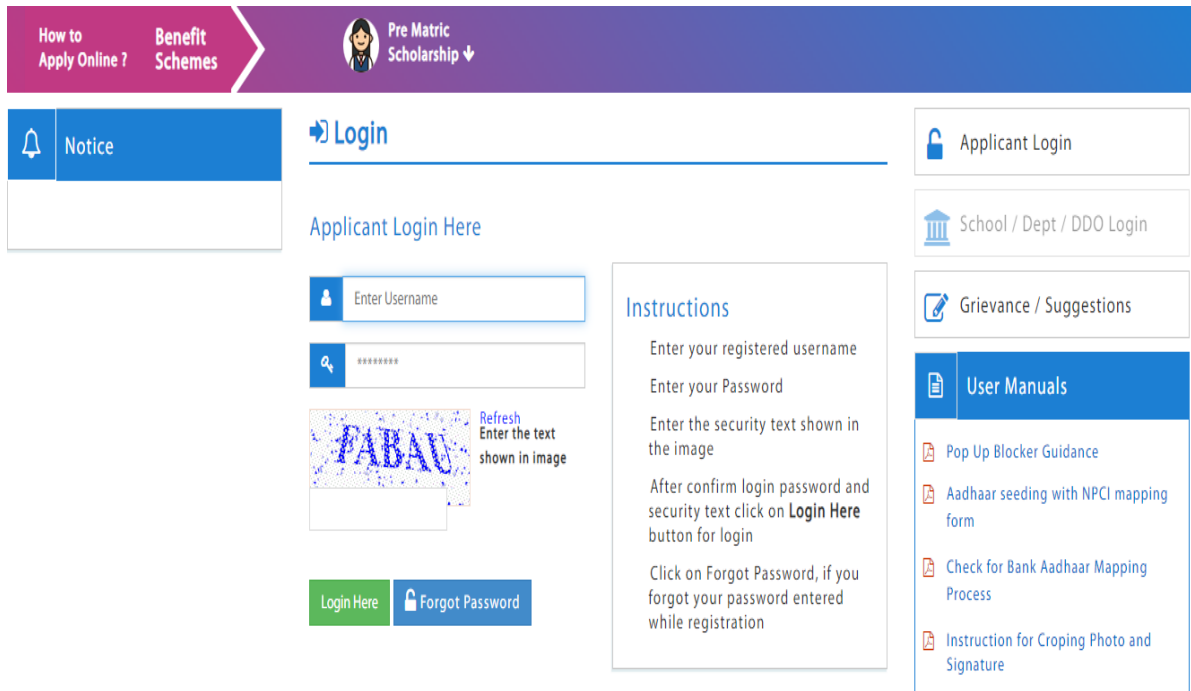 How to
Apply Online ?
Benefit
Schemes
Pre Matric
Scholarship
Notice
Login
Applicant Login Here
Enter Username
********
FABAU
Refresh
Enter the text
shown in image
Login Here
Forgot Password
Instructions
Enter your registered username
Enter your Password
Enter the security text shown in
the image
After confirm login password and
security text click on Login Here
button for login
Click on Forgot Password, if you
forgot your password entered
while registration
Applicant Login
School / Dept / DDO Login
Grievance / Suggestions
User Manuals
Pop Up Blocker Guidance
Aadhaar seeding with NPCI mapping
form
Check for Bank Aadhaar Mapping
Process
Instruction for Croping Photo and
Signature